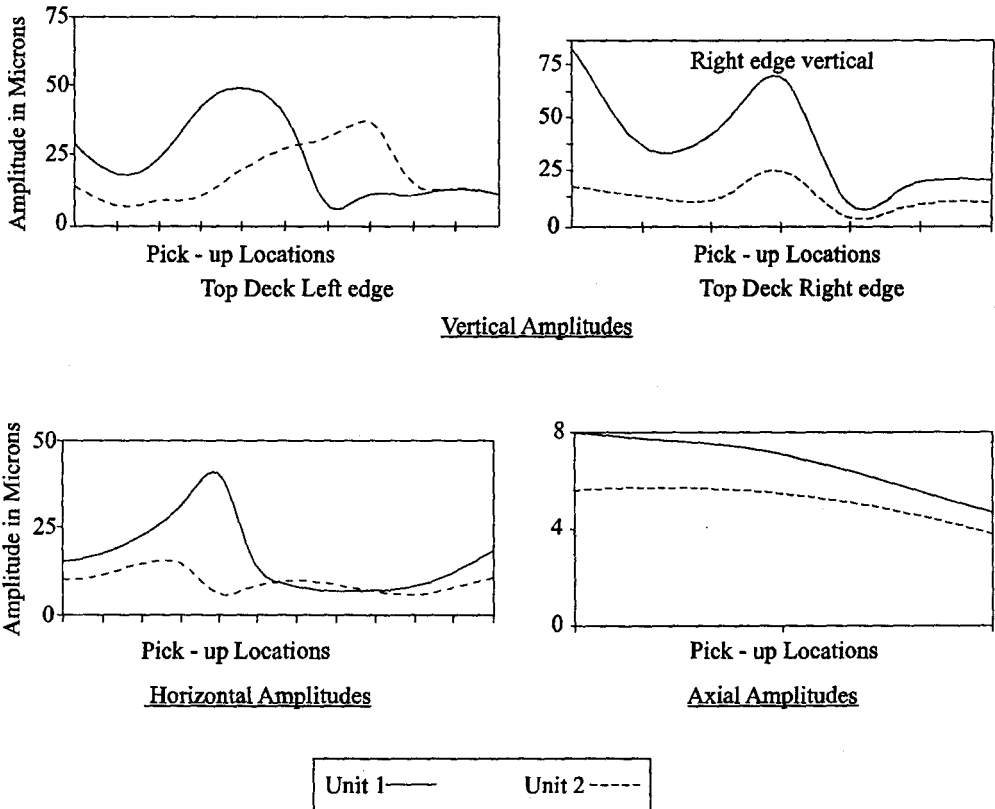 75
50
25
0
Amplitude in Microns
Pick - up Locations
Top Deck Left edge
75
50
25
0
Right edge vertical
Pick - up Locations
Top Deck Right edge
Vertical Amplitudes
50
25
0
Amplitude in Microns
Pick - up Locations
Horizontal Amplitudes
8
4
0
Pick - up Locations
Axial Amplitudes
Unit 1 Unit 2